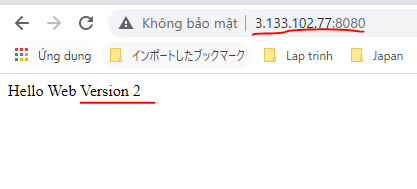 Không bảo mật | 3.133.102.77:8080
Ứng dụng インポートしたブックマーク Lap trinh Japan
Hello Web Version 2